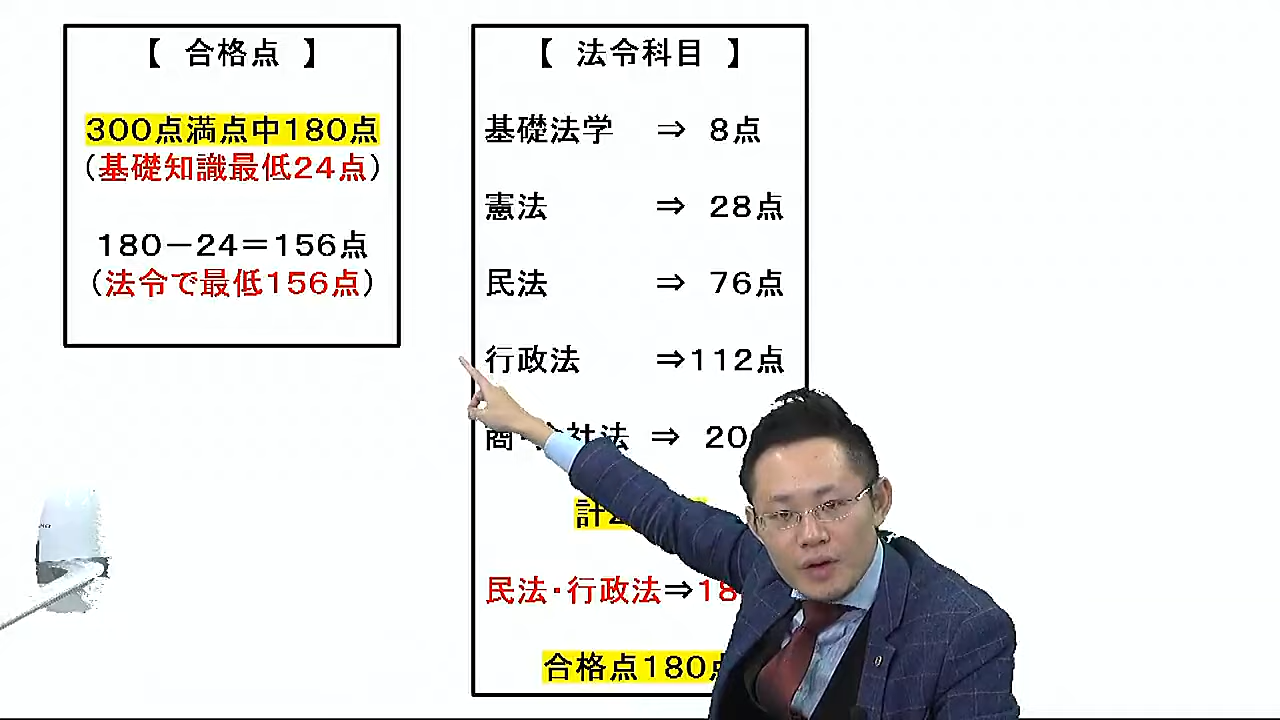 【 合格点 】
300点満点中180点
(基礎知識最低24点)
180－24＝156点
(法令で最低156点)
【 法令科目 】
基礎法学 ⇒ 8点
憲法 ⇒ 28点
民法 ⇒ 76点
行政法 ⇒112点
商・会社法 ⇒ 20
計2
民法・行政法⇒18
合格点180点